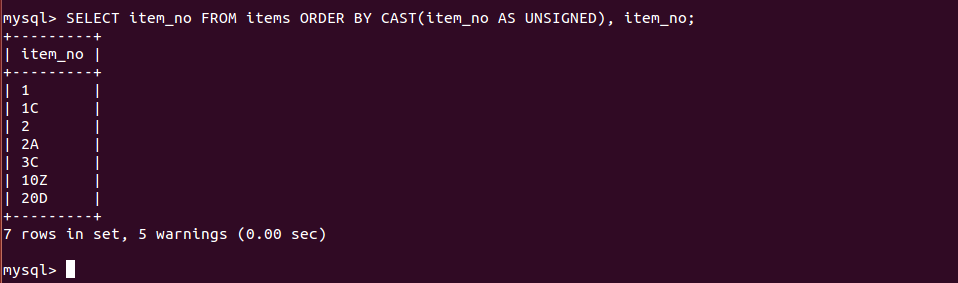 mysql> SELECT item_no FROM items ORDER BY CAST(item_no AS UNSIGNED), item_no;
+---------+
| item_no |
+---------+
| 1       |
| 1C      |
| 2       |
| 2A      |
| 3C      |
| 10Z     |
| 20D     |
+---------+
7 rows in set, 5 warnings (0.00 sec)
mysql>